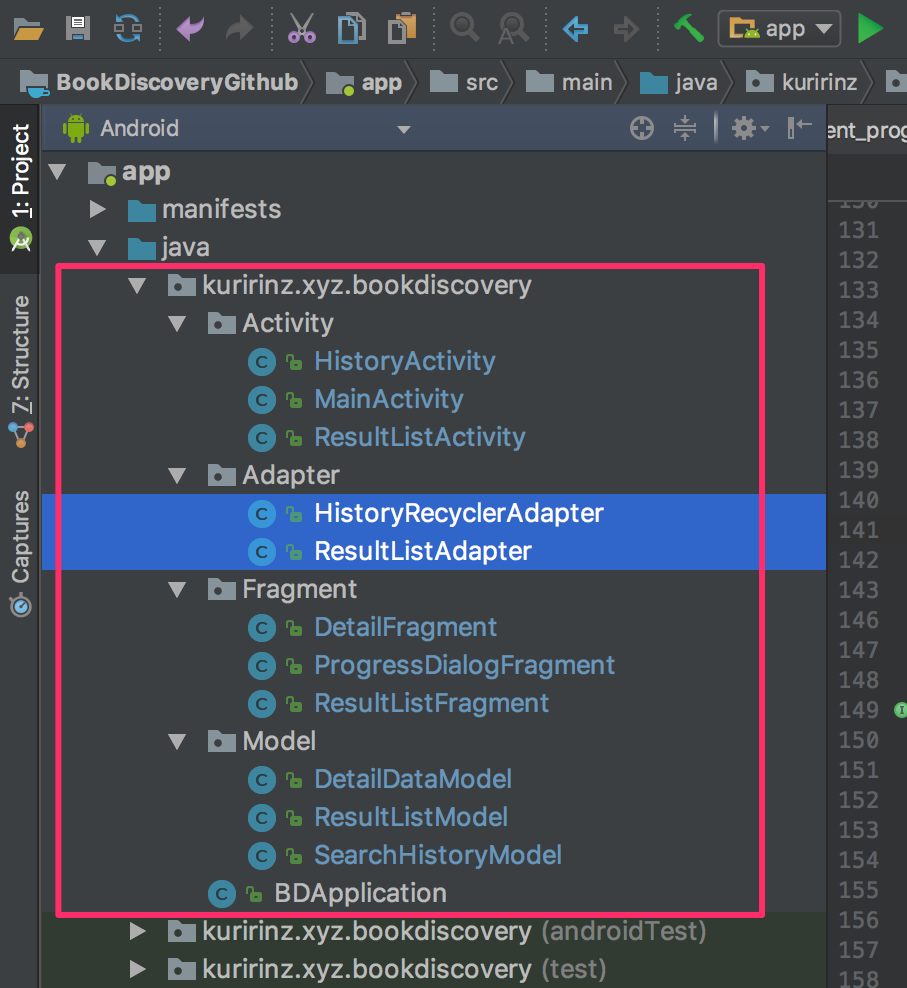 app
BookDiscoveryGithub app src main java kuririnz
1: Project
Android
ent_prog
app
manifests
java
kuririnz.xyz.bookdiscovery
Activity
HistoryActivity
MainActivity
ResultListActivity
Adapter
HistoryRecyclerAdapter
ResultListAdapter
Fragment
DetailFragment
ProgressDialogFragment
ResultListFragment
Model
DetailDataModel
ResultListModel
SearchHistoryModel
BDApplication
kuririnz.xyz.bookdiscovery (androidTest)
kuririnz.xyz.bookdiscovery (test)
7: Structure
Captures
130
131
132
133
134
135
136
137
138
139
140
141
142
143
146
147
148
149
150
151
152
153
154
155
156
157
158